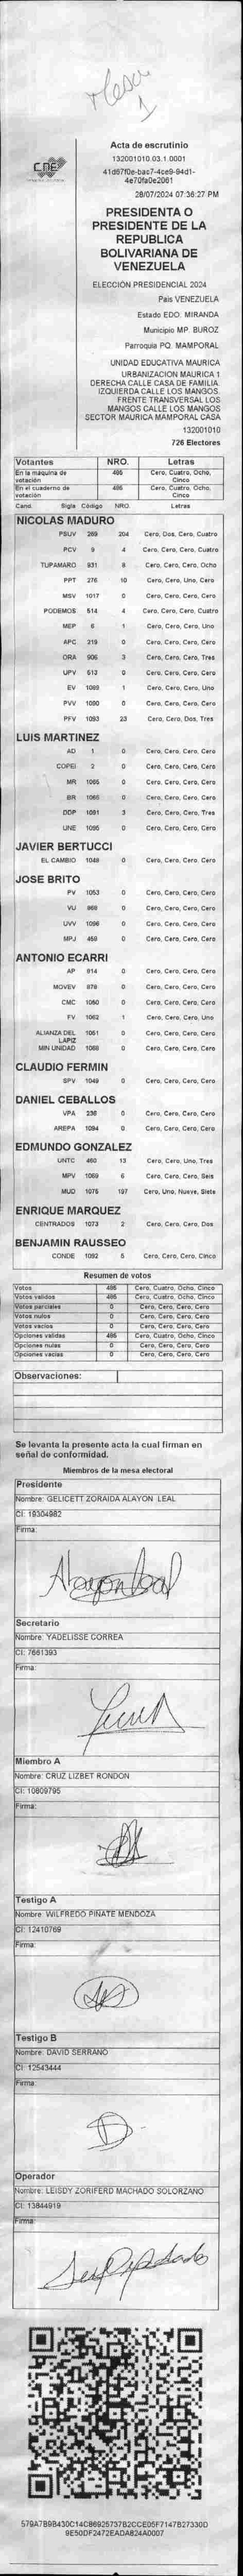 Mesa
1
CNE
Acta de escrutinio
132001010.03.1.0001
41d67f0e-bac7-4ce9-94d1-
4e70fa0e2061
28/07/2024 07:36:27 PM
PRESIDENTA O
PRESIDENTE DE LA
REPUBLICA
BOLIVARIANA DE
VENEZUELA
ELECCIÓN PRESIDENCIAL 2024
Pais VENEZUELA
Estado EDO. MIRANDA
Municipio MP. BUROZ
Parroquia PQ. MAMPORAL
UNIDAD EDUCATIVA MAURICA
URBANIZACION MAURICA 1
DERECHA CALLE CASA DE FAMILIA.
IZQUIERDA CALLE LOS MANGOS.
FRENTE TRANSVERSAL LOS
MANGOS CALLE LOS MANGOS
SECTOR MAURICA MAMPORAL CASA
132001010
726 Electores
Votantes NRO. Letras
En la maquina de votación 485 Cero, Cuatro, Ocho, Cinco
En el cuaderno de votación 485 Cero, Cuatro, Ocho, Cinco
Cand. Sigla Código NRO. Letras
NICOLAS MADURO
PSUV 269 204 Cero, Dos, Cero, Cuatro
PCV 9 4 Cero, Cero, Cero, Cuatro
TUPAMARO 931 8 Cero, Cero, Cero, Ocho
PPT 276 10 Cero, Cero, Uno, Cero
MSV 1017 0 Cero, Cero, Cero, Cero
PODEMOS 514 4 Cero, Cero, Cero, Cuatro
MEP 6 1 Cero, Cero, Cero, Uno
APC 219 0 Cero, Cero, Cero, Cero
ORA 906 3 Cero, Cero, Cero, Tres
UPV 513 0 Cero, Cero, Cero, Cero
EV 1069 1 Cero, Cero, Cero, Uno
PVV 1090 0 Cero, Cero, Cero, Cero
PFV 1093 23 Cero, Cero, Dos, Tres
LUIS MARTINEZ
AD 1 0 Cero, Cero, Cero, Cero
COPEI 2 0 Cero, Cero, Cero, Cero
MR 1065 0 Cero, Cero, Cero, Cero
BR 1066 0 Cero, Cero, Cero, Cero
DDP 1091 3 Cero, Cero, Cero, Tres
UNE 1095 0 Cero, Cero, Cero, Cero
JAVIER BERTUCCI
EL CAMBIO 1048 0 Cero, Cero, Cero, Cero
JOSE BRITO
PV 1053 0 Cero, Cero, Cero, Cero
VU 868 0 Cero, Cero, Cero, Cero
UVV 1096 0 Cero, Cero, Cero, Cero
MPJ 459 0 Cero, Cero, Cero, Cero
ANTONIO ECARRI
AP 914 0 Cero, Cero, Cero, Cero
MOVEV 878 0 Cero, Cero, Cero, Cero
CMC 1050 0 Cero, Cero, Cero, Cero
FV 1062 1 Cero, Cero, Cero, Uno
ALIANZA DEL LAPIZ 1051 0 Cero, Cero, Cero, Cero
MIN UNIDAD 1068 0 Cero, Cero, Cero, Cero
CLAUDIO FERMIN
SPV 1049 0 Cero, Cero, Cero, Cero
DANIEL CEBALLOS
VPA 236 0 Cero, Cero, Cero, Cero
AREPA 1094 0 Cero, Cero, Cero, Cero
EDMUNDO GONZALEZ
UNTC 460 13 Cero, Cero, Uno, Tres
MPV 1069 6 Cero, Cero, Cero, Seis
MUD 1075 197 Cero, Uno, Nueve, Siete
ENRIQUE MARQUEZ
CENTRADOS 1073 2 Cero, Cero, Cero, Dos
BENJAMIN RAUSSEO
CONDE 1092 5 Cero, Cero, Cero, Cinco
Resumen de votos
Votos 485 Cero, Cuatro, Ocho, Cinco
Votos validos 485 Cero, Cuatro, Ocho, Cinco
Votos parciales 0 Cero, Cero, Cero, Cero
Votos nulos 0 Cero, Cero, Cero, Cero
Votos vacios 0 Cero, Cero, Cero, Cero
Opciones validas 485 Cero, Cuatro, Ocho, Cinco
Opciones nulas 0 Cero, Cero, Cero, Cero
Opciones vacias 0 Cero, Cero, Cero, Cero
Observaciones:
Se levanta la presente acta la cual firman en
señal de conformidad.
Miembros de la mesa electoral
Presidente
Nombre: GELICETT ZORAIDA ALAYON LEAL
CI: 19304982
Firma:
Secretario
Nombre: YADELISSE CORREA
CI: 7661393
Firma:
Miembro A
Nombre: CRUZ LIZBET RONDON
CI: 10809795
Firma:
Testigo A
Nombre: WILFREDO PIÑATE MENDOZA
CI: 12410769
Firma:
Testigo B
Nombre: DAVID SERRANO
CI: 12543444
Firma:
Operador
Nombre: LEISDY ZORIFERD MACHADO SOLORZANO
CI: 13844919
Firma:
579A7B9B430C14C86925737B2CCE05F7147B27330D
9E50DF2472EADA824A0007